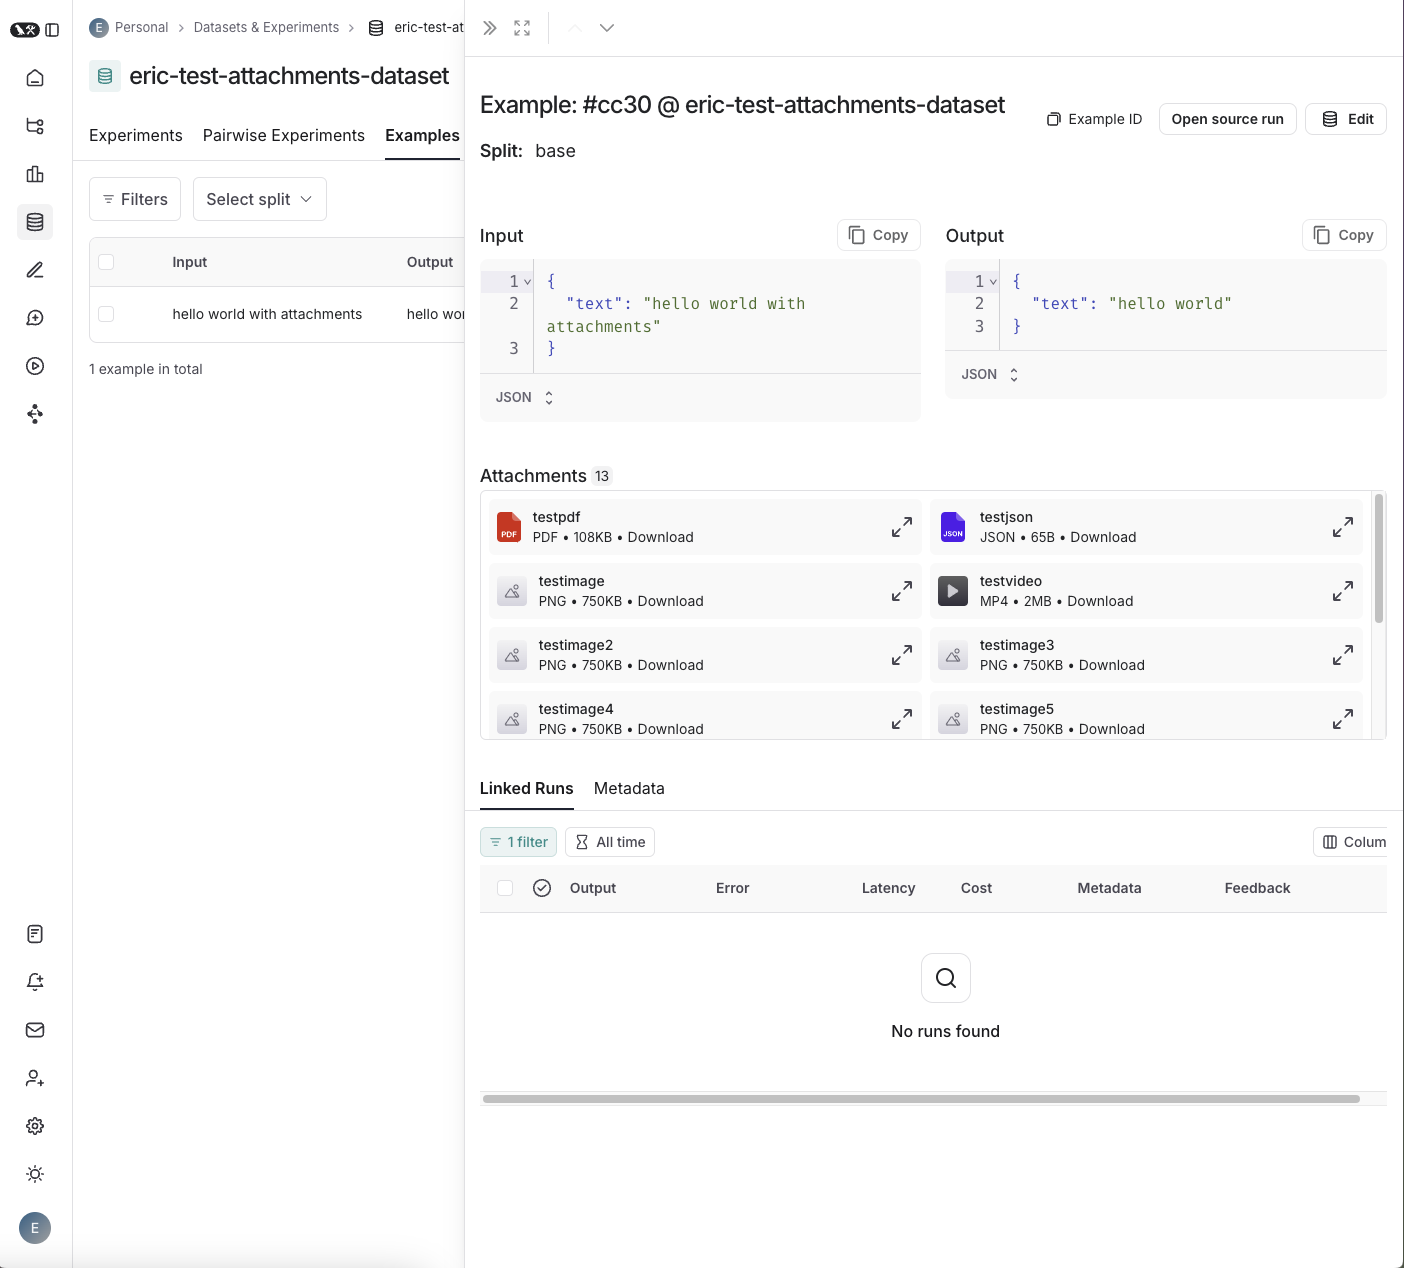 E Personal > Datasets & Experiments > eric-test-at
eric-test-attachments-dataset
Experiments Pairwise Experiments Examples
Filters Select split
Input Output
hello world with attachments hello wor
1 example in total
E
Example: #cc30 @ eric-test-attachments-dataset
Example ID Open source run Edit
Split: base
Input Copy
1 {
2 "text": "hello world with
attachments"
3 }
JSON
Output Copy
1 {
2 "text": "hello world"
3 }
JSON
Attachments 13
PDF testpdf
PDF • 108KB • Download
JSON testjson
JSON • 65B • Download
testimage
PNG • 750KB • Download
testvideo
MP4 • 2MB • Download
testimage2
PNG • 750KB • Download
testimage3
PNG • 750KB • Download
testimage4
PNG • 750KB • Download
testimage5
PNG • 750KB • Download
Linked Runs Metadata
1 filter All time Colum
Output Error Latency Cost Metadata Feedback
No runs found